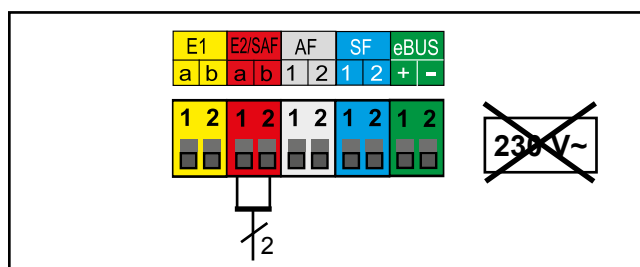 E1 E2/SAF AF SF eBUS
a b a b 1 2 1 2 + -
1 2 1 2 1 2 1 2 1 2
230 V~
2